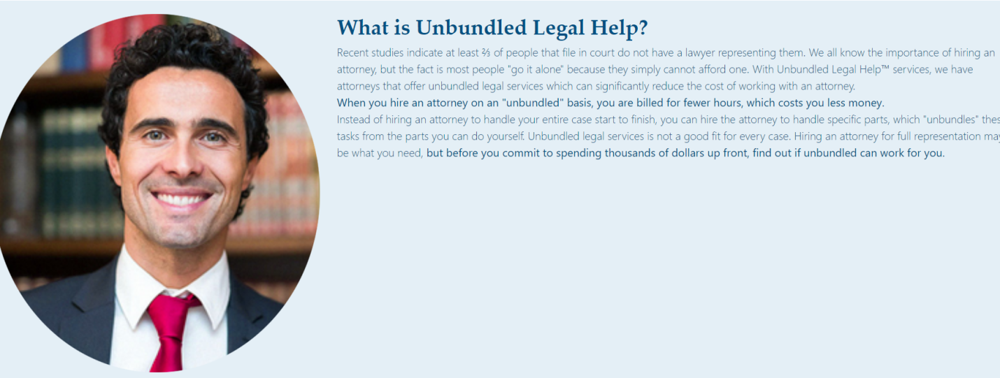 What is Unbundled Legal Help?
Recent studies indicate at least ⅔ of people that file in court do not have a lawyer representing them. We all know the importance of hiring an
attorney, but the fact is most people "go it alone" because they simply cannot afford one. With Unbundled Legal Help™ services, we have
attorneys that offer unbundled legal services which can significantly reduce the cost of working with an attorney.
When you hire an attorney on an "unbundled" basis, you are billed for fewer hours, which costs you less money.
Instead of hiring an attorney to handle your entire case start to finish, you can hire the attorney to handle specific parts, which "unbundles"
tasks from the parts you can do yourself. Unbundled legal services is not a good fit for every case. Hiring an attorney for full representation
be what you need, but before you commit to spending thousands of dollars up front, find out if unbundled can work for you.